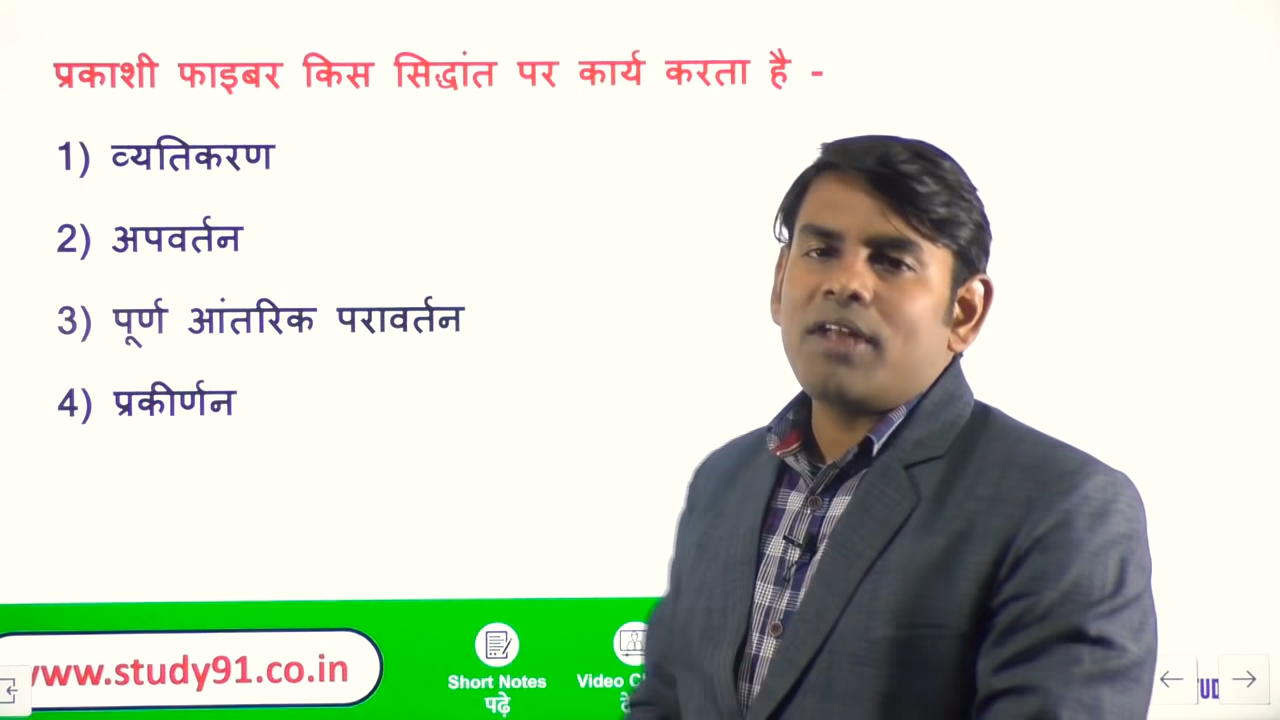 प्रकाशी फाइबर किस सिद्धांत पर कार्य करता है -
1) व्यतिकरण
2) अपवर्तन
3) पूर्ण आंतरिक परावर्तन
4) प्रकीर्णन
www.study91.co.in
Short Notes
पढ़े
Video